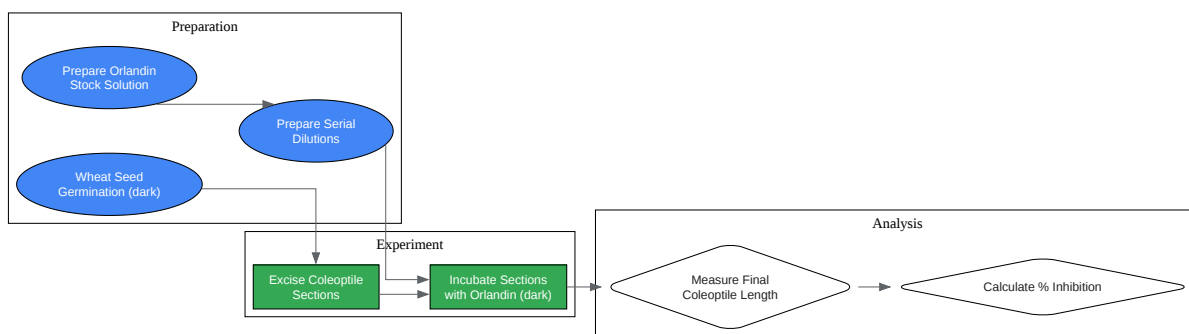 Preparation
Prepare Orlandin
Stock Solution
Prepare Serial
Dilutions
Wheat Seed
Germination (dark)
Experiment
Excise Coleoptile
Sections
Incubate Sections
with Orlandin (dark)
Analysis
Measure Final
Coleoptile Length
Calculate % Inhibition